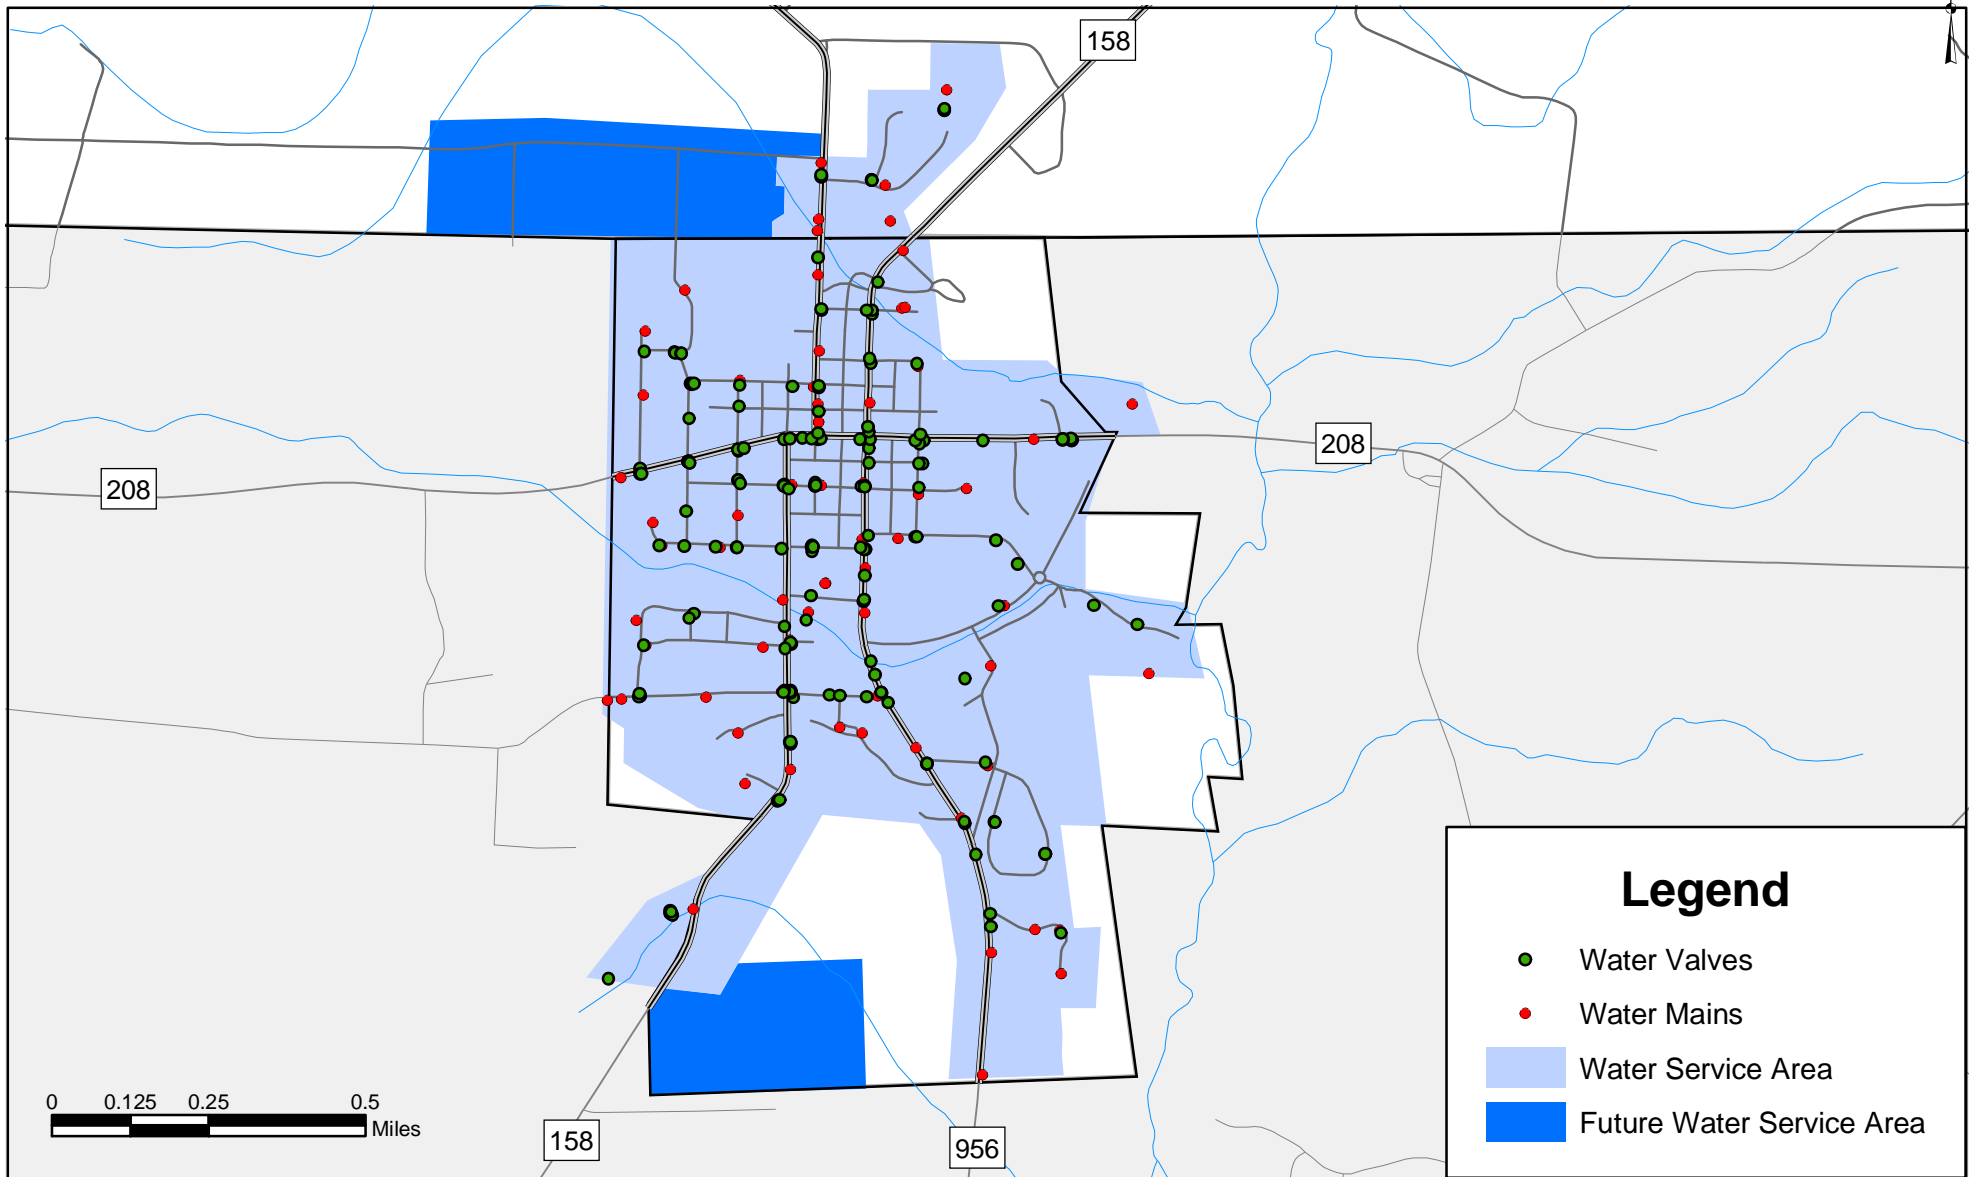 158
208
208
Legend
Water Valves
Water Mains
Water Service Area
Future Water Service Area
0 0.125 0.25 0.5
Miles
158
956